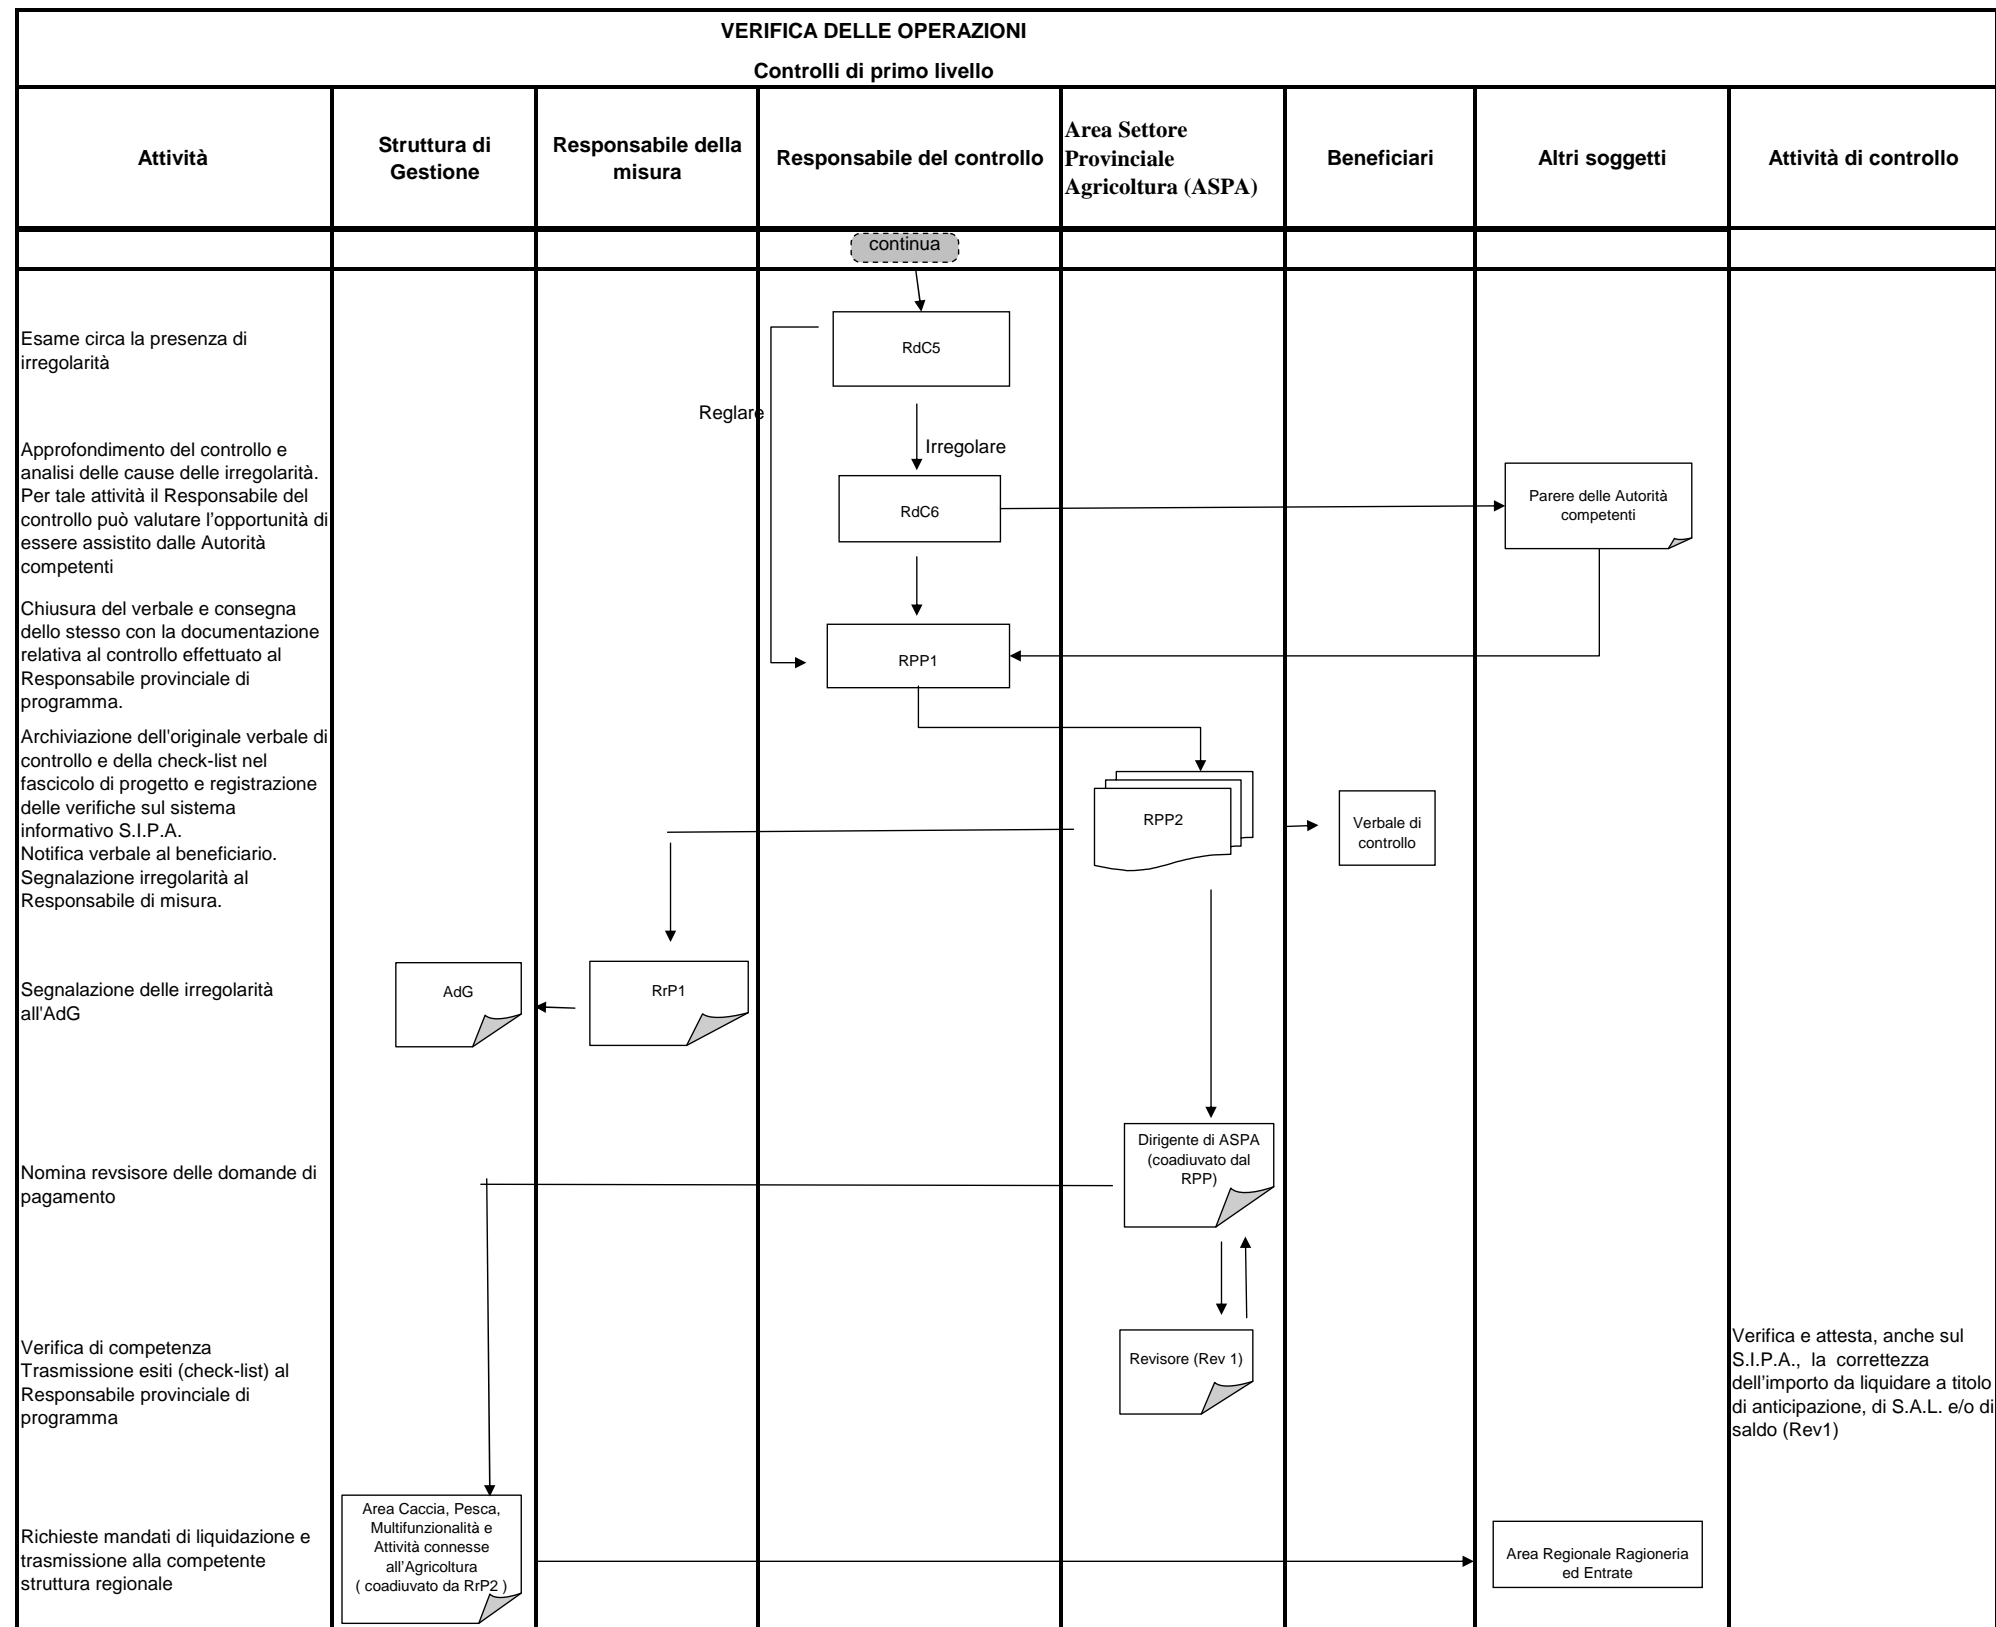 VERIFICA DELLE OPERAZIONI
Controlli di primo livello
Attività
Struttura di
Gestione
Responsabile della
misura
Responsabile del controllo
Area Settore
Provinciale
Agricoltura (ASPA)
Beneficiari
Altri soggetti
Attività di controllo
continua
Esame circa la presenza di
irregolarità
RdC5
Reglare
Irregolare
Approfondimento del controllo e
analisi delle cause delle irregolarità.
Per tale attività il Responsabile del
controllo può valutare l'opportunità di
essere assistito dalle Autorità
competenti
RdC6
Parere delle Autorità
competenti
Chiusura del verbale e consegna
dello stesso con la documentazione
relativa al controllo effettuato al
Responsabile provinciale di
programma.
RPP1
Archiviazione dell'originale verbale di
controllo e della check-list nel
fascicolo di progetto e registrazione
delle verifiche sul sistema
informativo S.I.P.A.
Notifica verbale al beneficiario.
Segnalazione irregolarità al
Responsabile di misura.
RPP2
Verbale di
controllo
Segnalazione delle irregolarità
all'AdG
AdG
RrP1
Nomina revsisore delle domande di
pagamento
Dirigente di ASPA
(coadiuvato dal
RPP)
Verifica di competenza
Trasmissione esiti (check-list) al
Responsabile provinciale di
programma
Revisore (Rev 1)
Verifica e attesta, anche sul
S.I.P.A., la correttezza
dell'importo da liquidare a titolo
di anticipazione, di S.A.L. e/o di
saldo (Rev1)
Richieste mandati di liquidazione e
trasmissione alla competente
struttura regionale
Area Caccia, Pesca,
Multifunzionalità e
Attività connesse
all'Agricoltura
( coadiuvato da RrP2 )
Area Regionale Ragioneria
ed Entrate